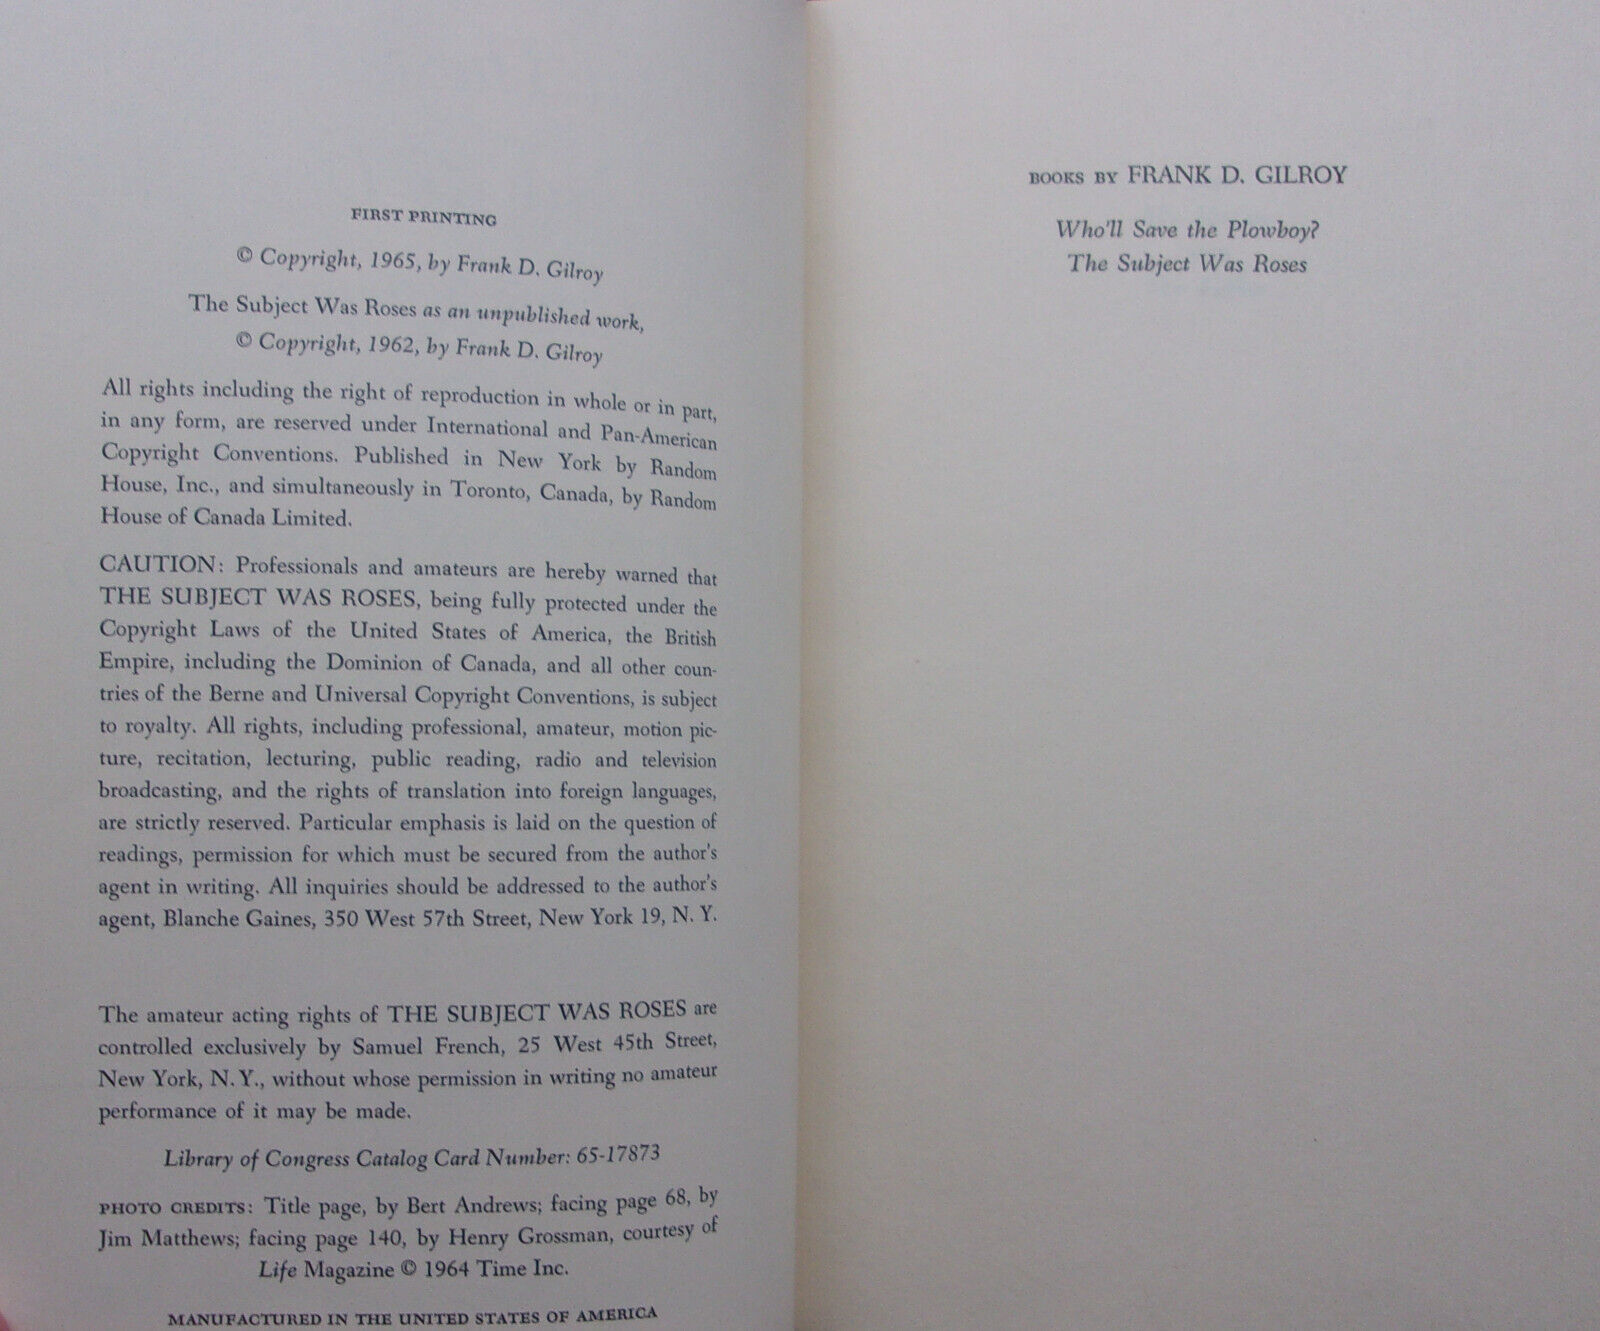 FIRST PRINTING
© Copyright, 1965, by Frank D. Gilroy
The Subject Was Roses as an unpublished work,
© Copyright, 1962, by Frank D. Gilroy
All rights including the right of reproduction in whole or in part,
in any form, are reserved under International and Pan-American
Copyright Conventions. Published in New York by Random
House, Inc., and simultaneously in Toronto, Canada, by Random
House of Canada Limited.
CAUTION: Professionals and amateurs are hereby warned that
THE SUBJECT WAS ROSES, being fully protected under the
Copyright Laws of the United States of America, the British
Empire, including the Dominion of Canada, and all other coun-
tries of the Berne and Universal Copyright Conventions, is subject
to royalty. All rights, including professional, amateur, motion pic-
ture, recitation, lecturing, public reading, radio and television
broadcasting, and the rights of translation into foreign languages,
are strictly reserved. Particular emphasis is laid on the question of
readings, permission for which must be secured from the author's
agent in writing. All inquiries should be addressed to the author's
agent, Blanche Gaines, 350 West 57th Street, New York 19, N. Y.
The amateur acting rights of THE SUBJECT WAS ROSES are
controlled exclusively by Samuel French, 25 West 45th Street,
New York, N. Y., without whose permission in writing no amateur
performance of it may be made.
Library of Congress Catalog Card Number: 65-17873
PHOTO CREDITS: Title page, by Bert Andrews; facing page 68, by
Jim Matthews; facing page 140, by Henry Grossman, courtesy of
Life Magazine © 1964 Time Inc.
MANUFACTURED IN THE UNITED STATES OF AMERICA
BOOKS BY FRANK D. GILROY
Who'll Save the Plowboy?
The Subject Was Roses